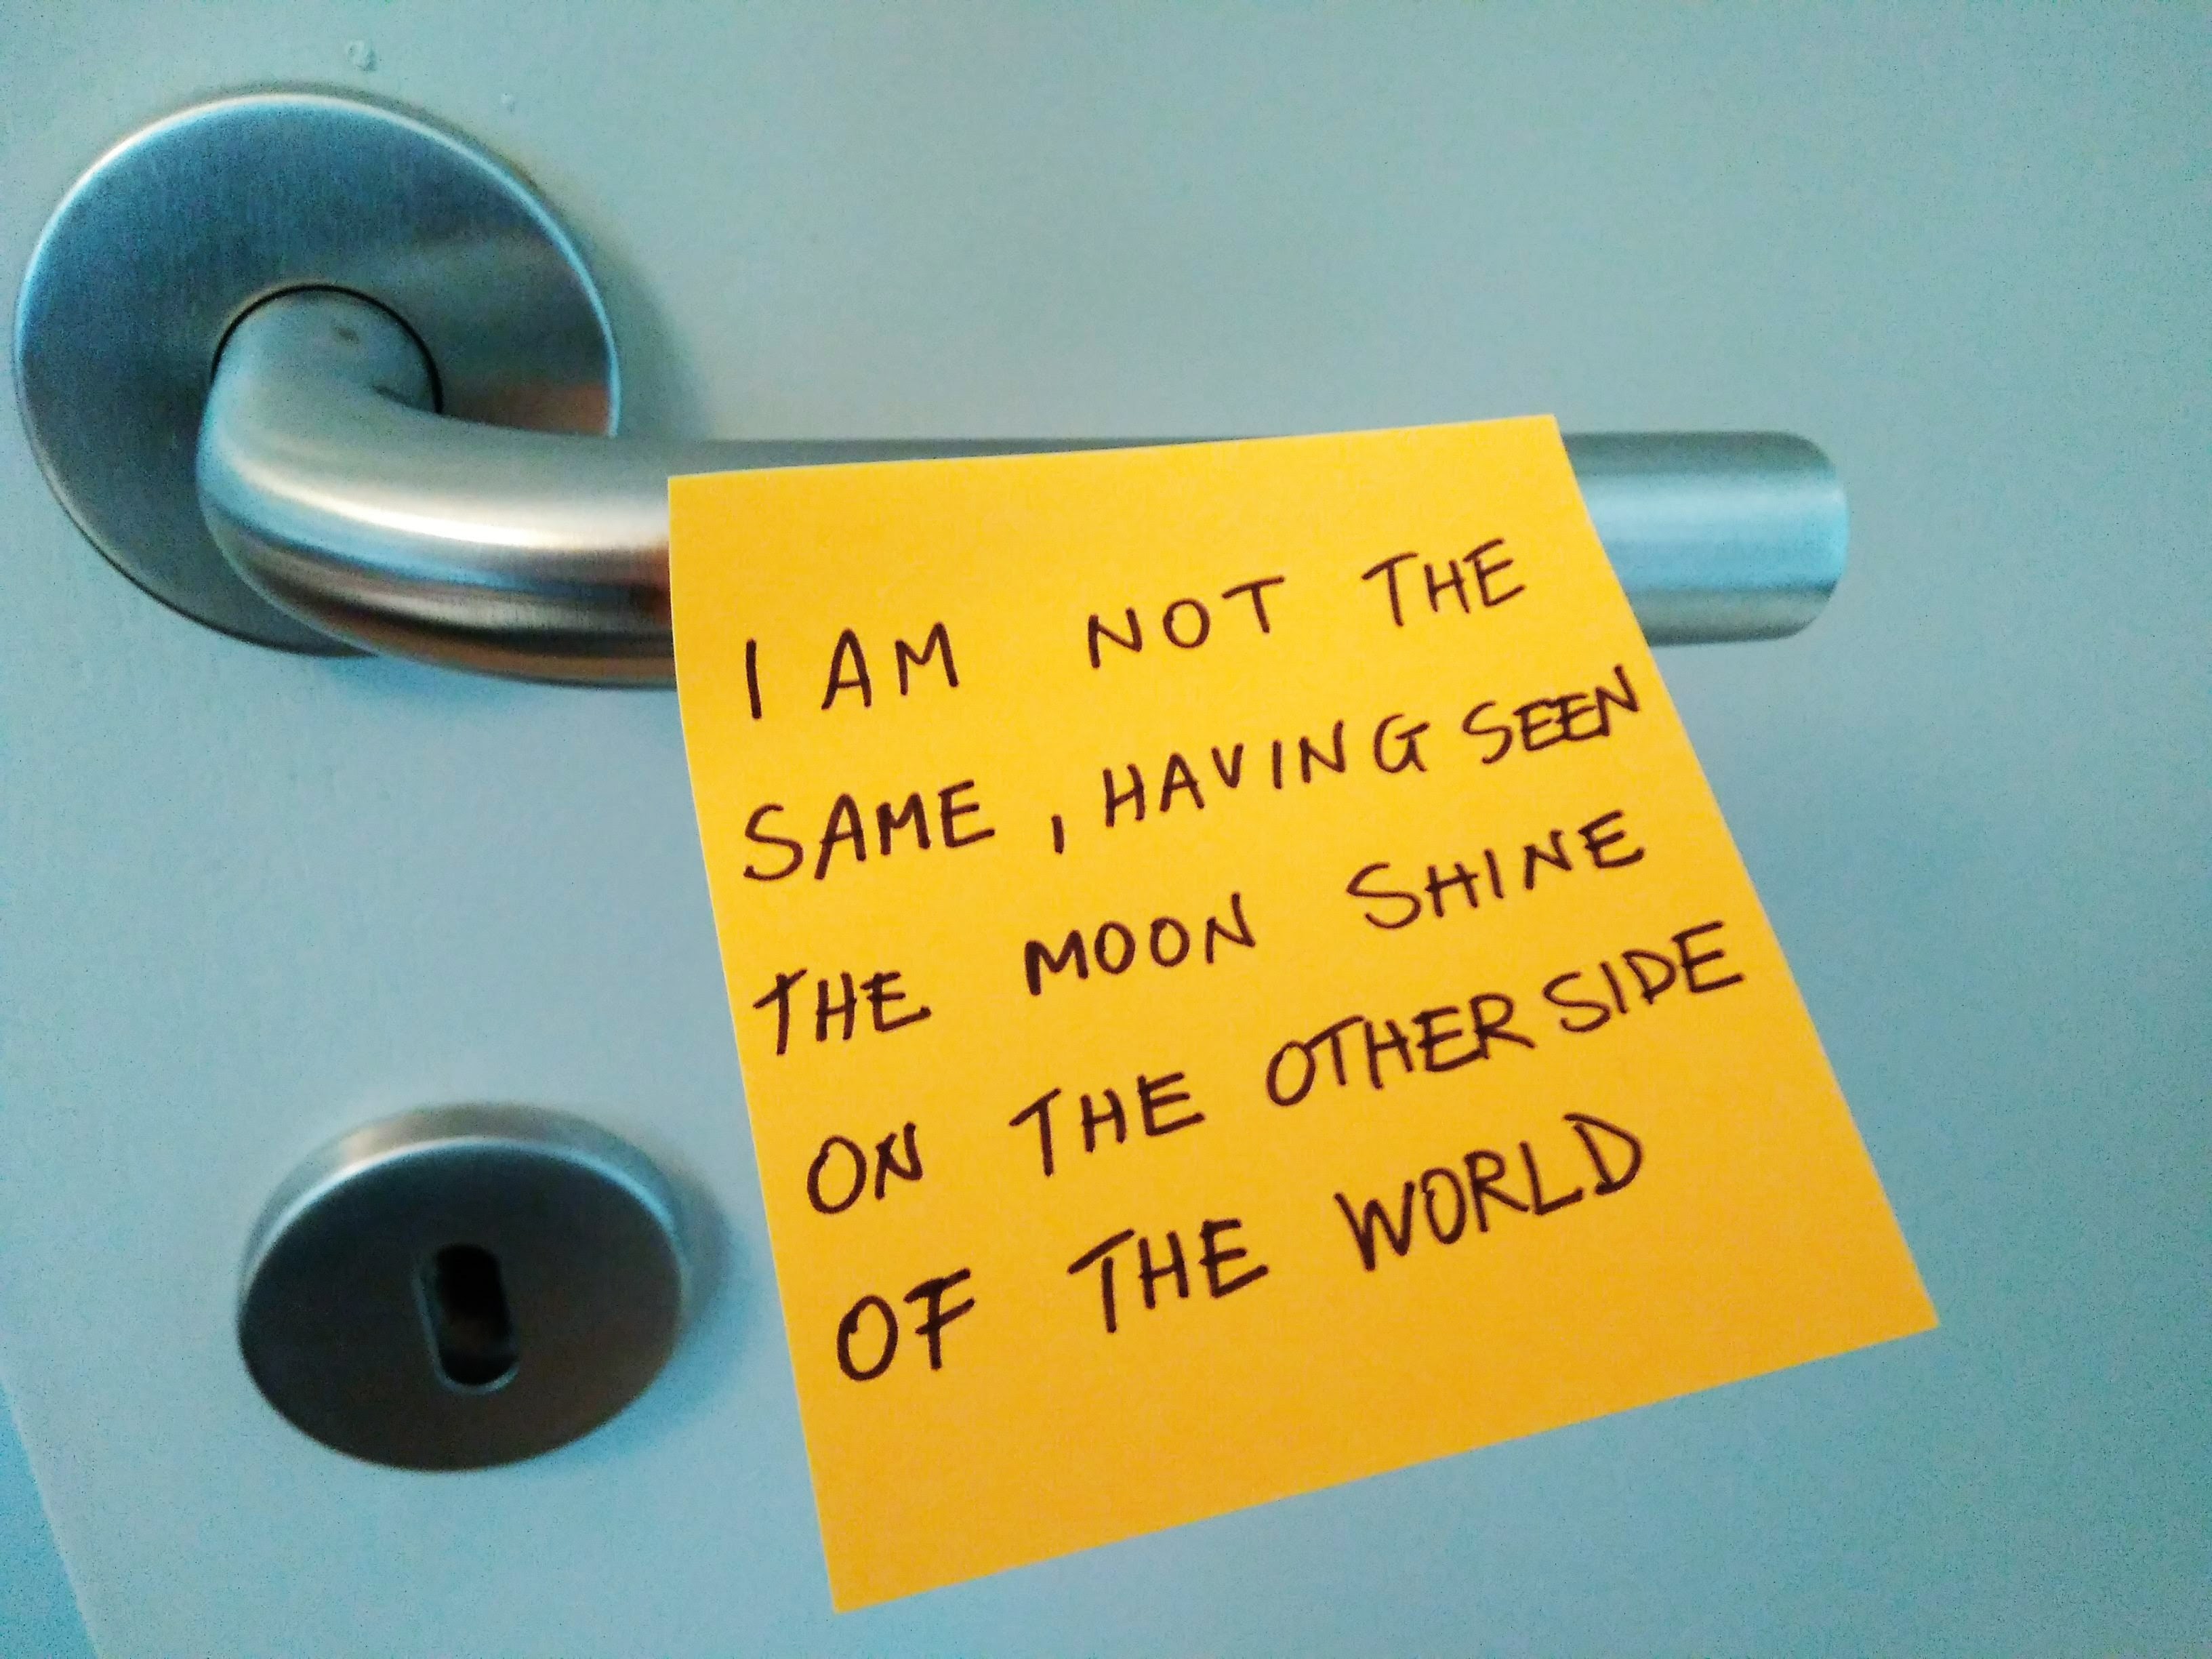 I AM NOT THE
SAME, HAVING SEEN
THE MOON SHINE
ON THE OTHER SIDE
OF THE WORLD